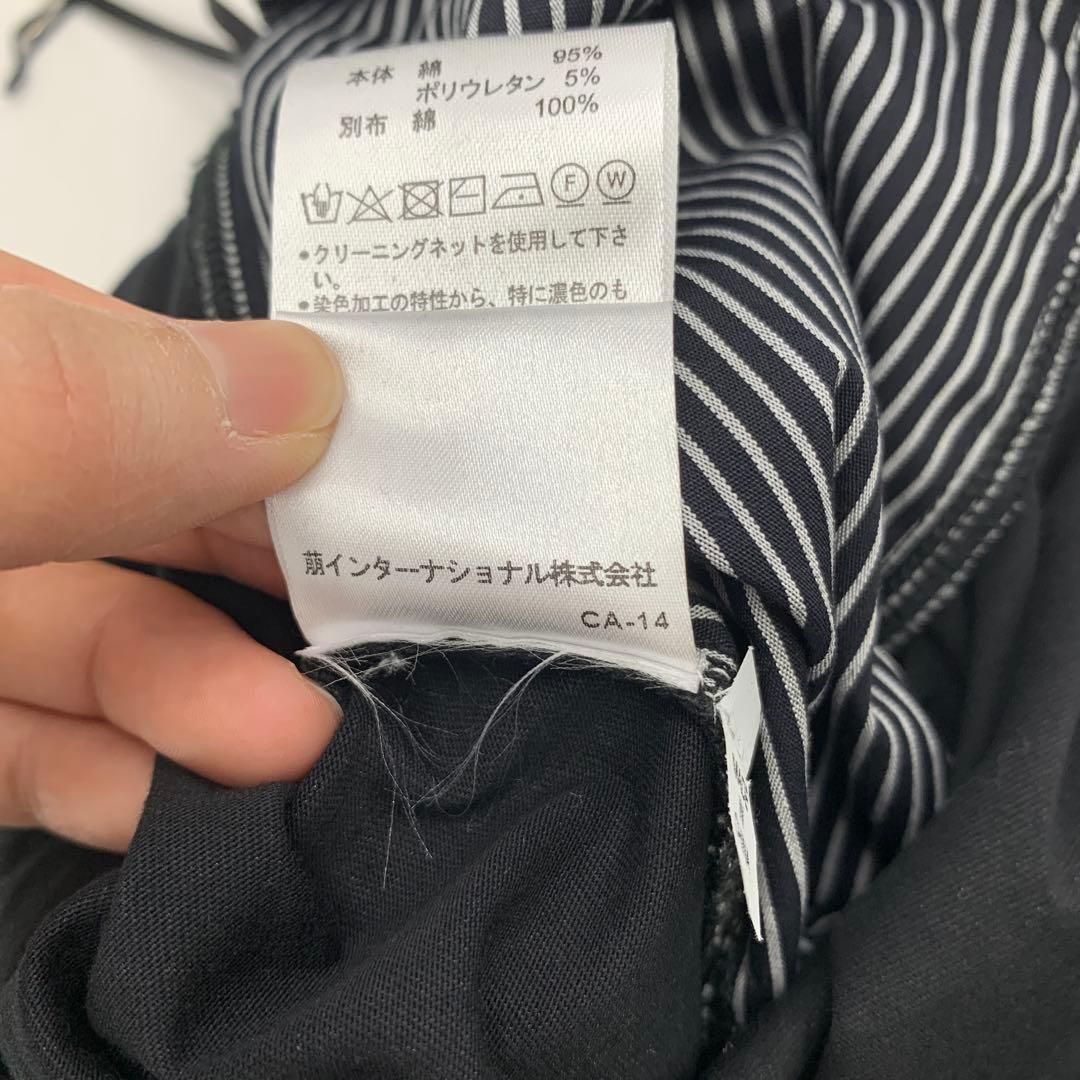 本体 綿 95%
ポリウレタン 5%
別布 綿 100%
F W
•クリーニングネットを使用して下さ
い。
•染色加工の特性から、特に濃色のも
萠インターナショナル株式会社
CA-14